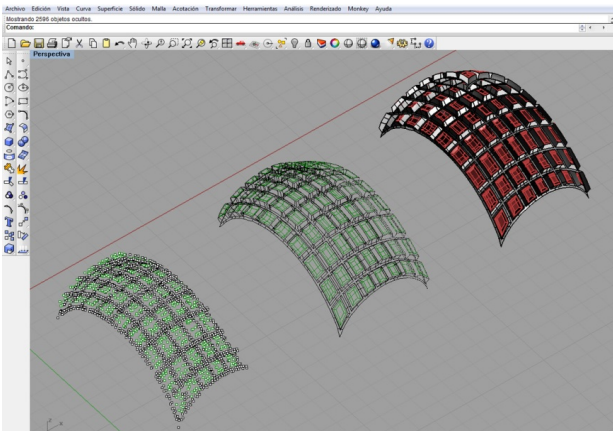 Archivo Edición Vista Curva Superficie Sólido Malla Acotación Transformar Herramientas Análisis Renderizado Monkey Ayuda
Mostrando 2596 objetos ocultos.
Comando:
Perspectiva